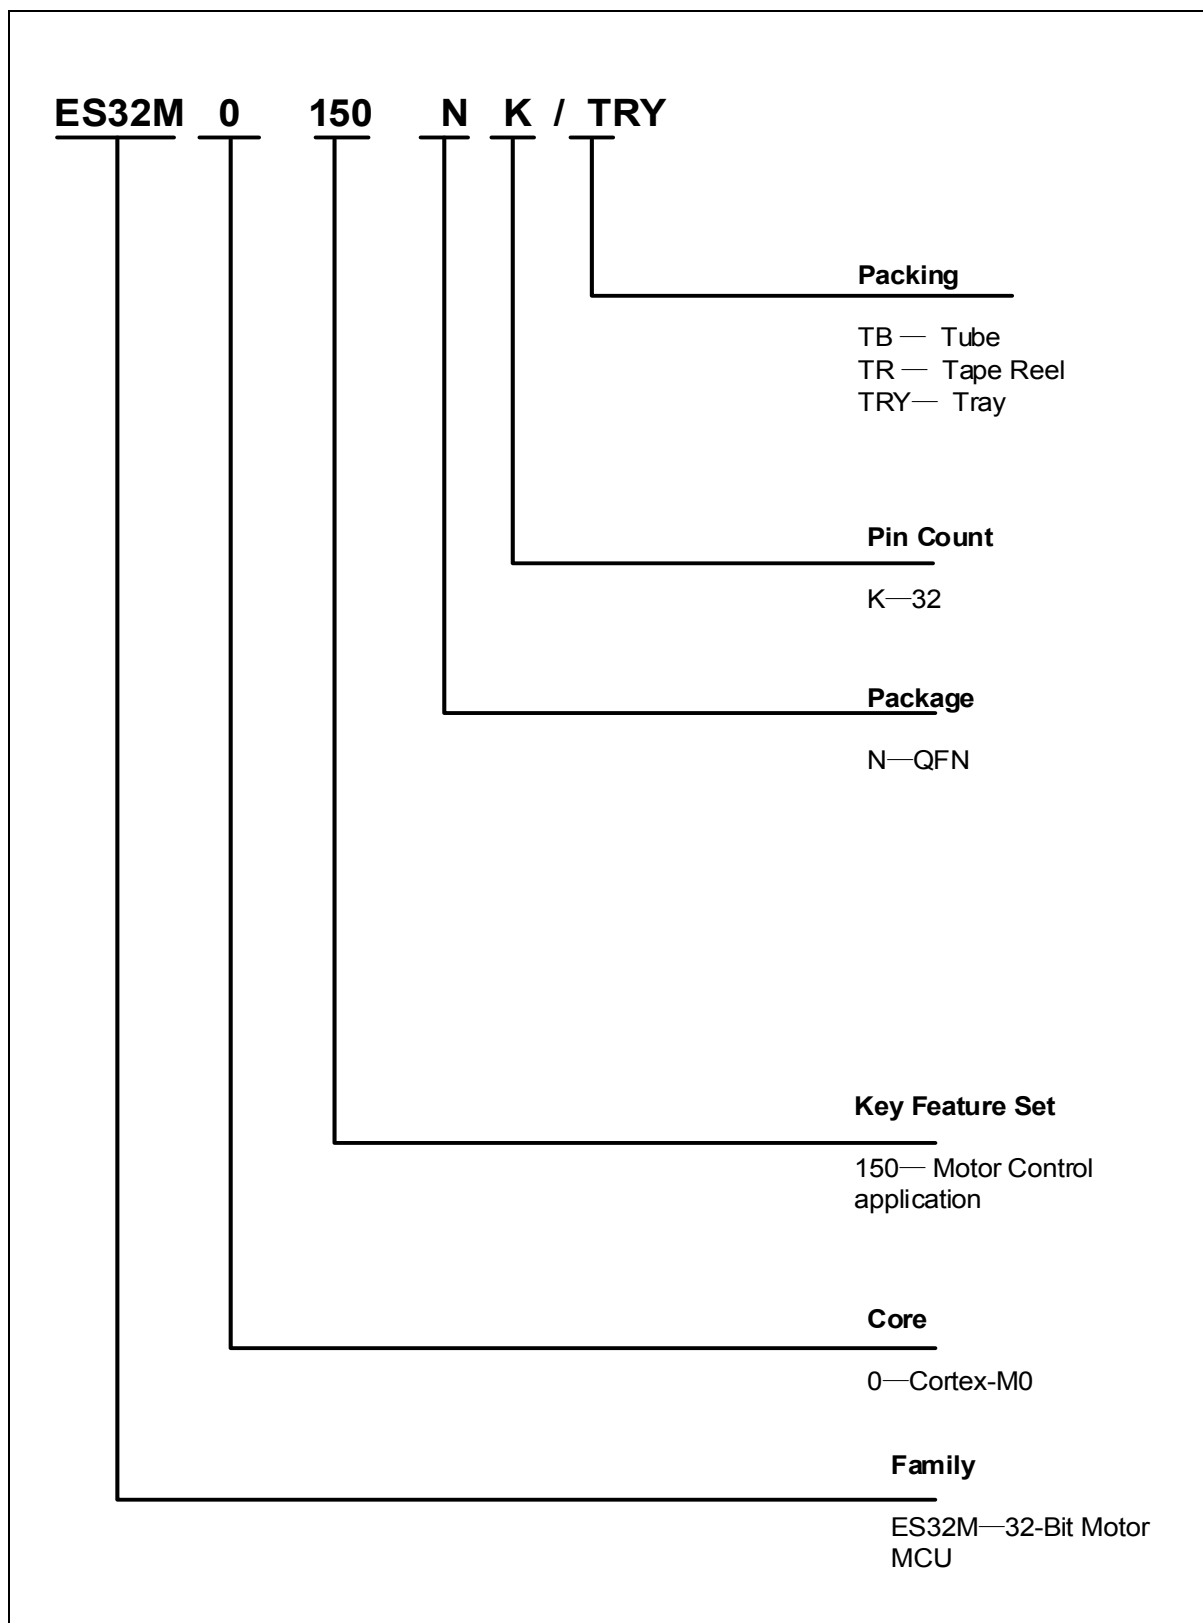 ES32M 0 150 N K / TRY
Packing
TB — Tube
TR — Tape Reel
TRY— Tray
Pin Count
K—32
Package
N—QFN
Key Feature Set
150— Motor Control
application
Core
0—Cortex-M0
Family
ES32M—32-Bit Motor
MCU